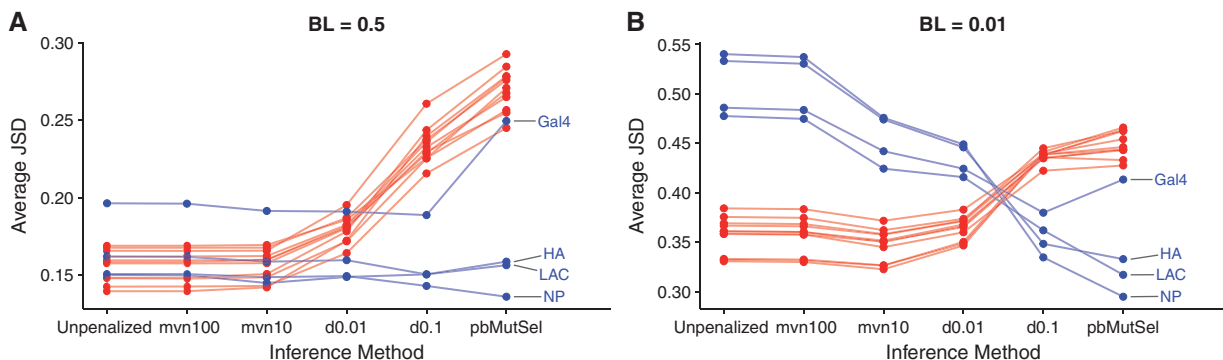 A
BL = 0.5
0.30
0.25
0.20
0.15
Average JSD
Gal4
HA
LAC
NP
Unpenalized mvn100 mvn10 d0.01 d0.1 pbMutSel
Inference Method
B
BL = 0.01
0.55
0.50
0.45
0.40
0.35
0.30
Average JSD
Gal4
HA
LAC
NP
Unpenalized mvn100 mvn10 d0.01 d0.1 pbMutSel
Inference Method